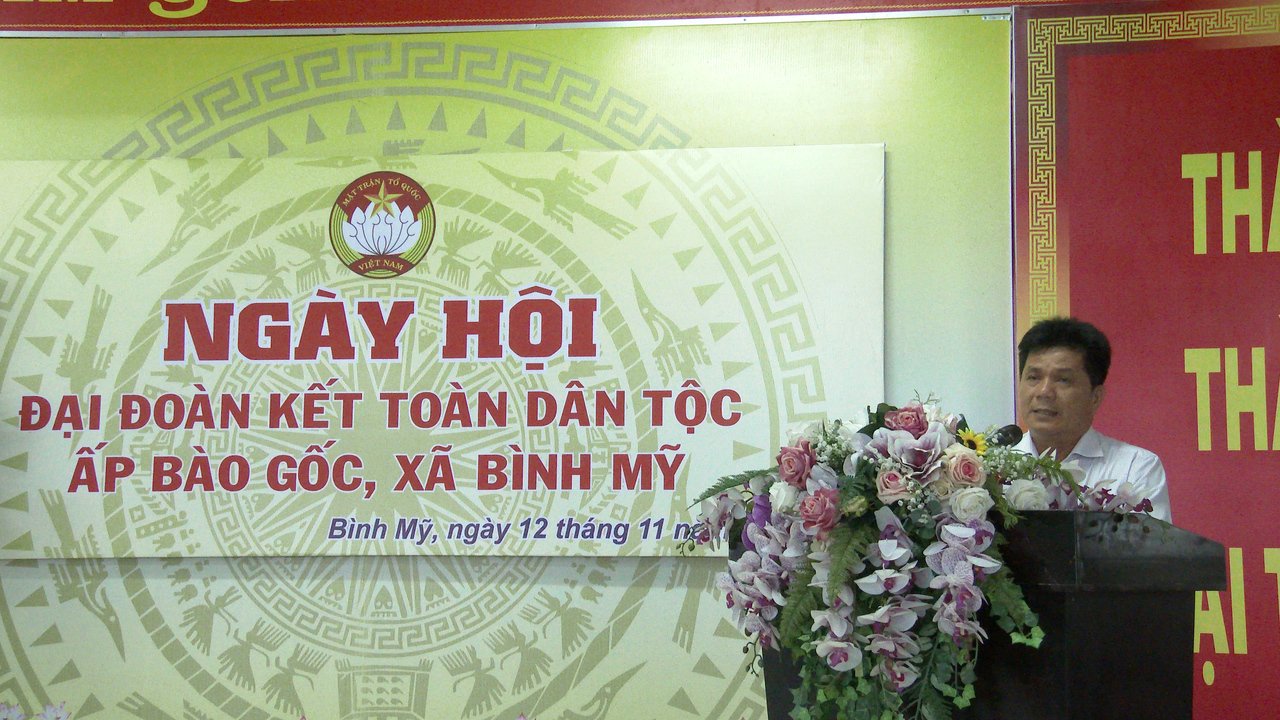 MẶT TRẬN TỔ QUỐC
VIỆT NAM
NGÀY HỘI
ĐẠI ĐOÀN KẾT TOÀN DÂN TỘC
ẤP BÀO GỐC, XÃ BÌNH MỸ
Bình Mỹ, ngày 12 tháng 11